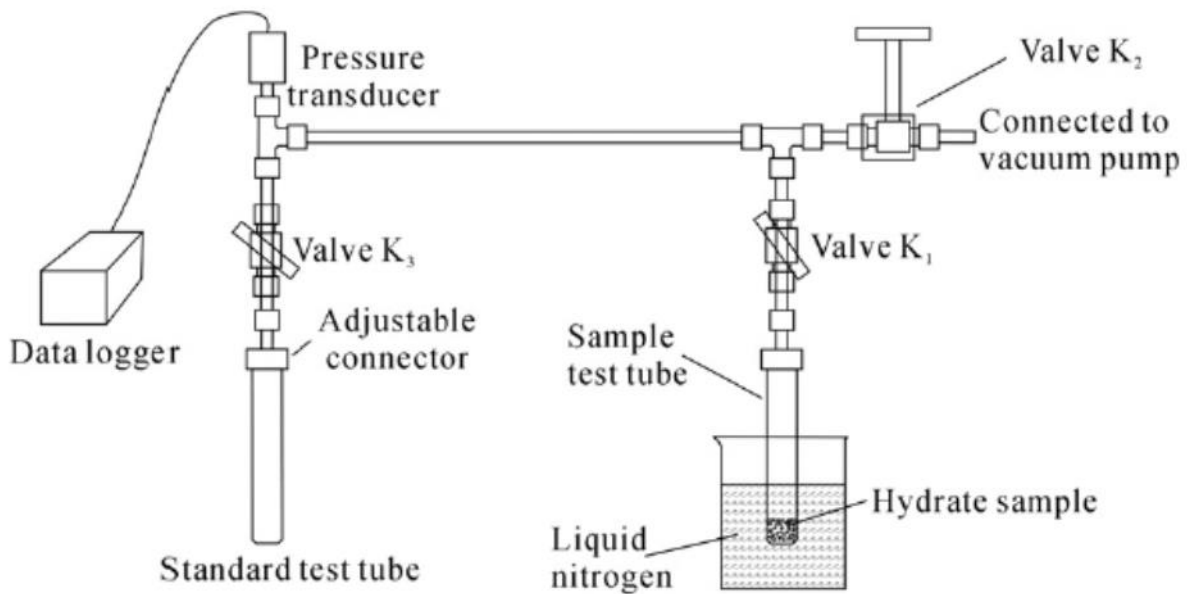 Pressure
transducer
Valve K₂
Connected to
vacuum pump
Valve K₃
Valve K₁
Data logger
Adjustable
connector
Sample
test tube
Hydrate sample
Liquid
nitrogen
Standard test tube